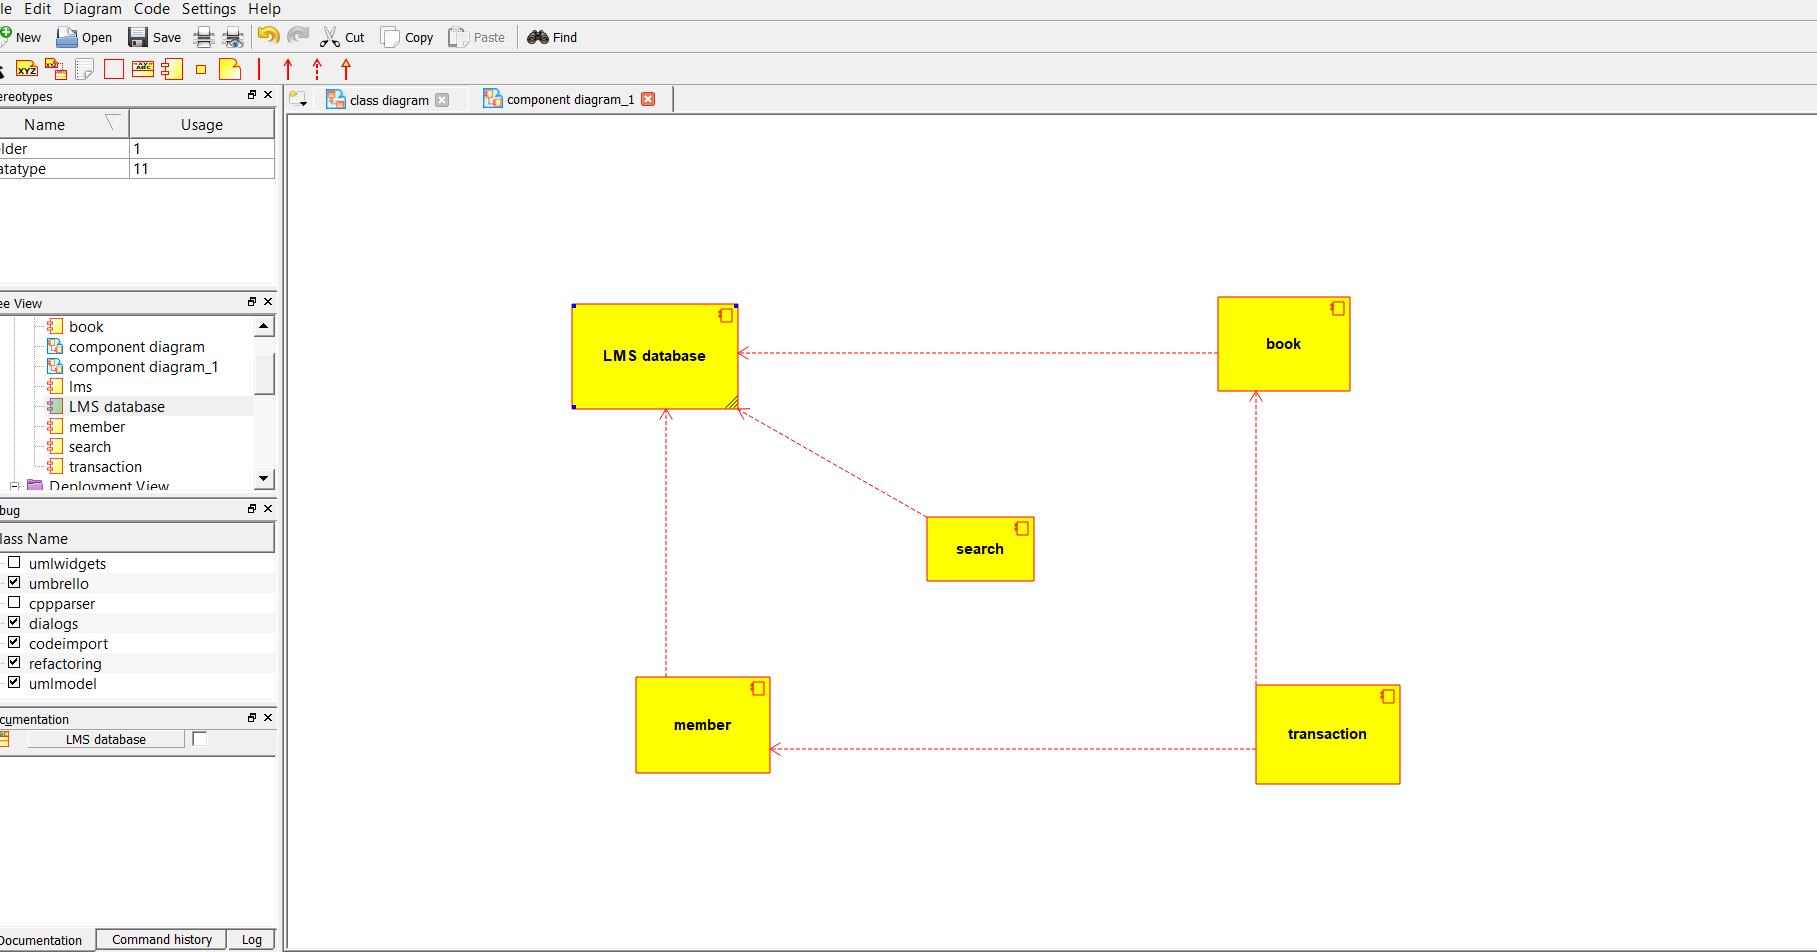 le Edit Diagram Code Settings Help
New Open Save Cut Copy Paste Find
XYZ XYZ
ereotypes
class diagram component diagram_1
Name Usage
lder 1
atatype 11
ee View
book
component diagram
component diagram_1
lms
LMS database
member
search
transaction
Deployment View
bug
lass Name
umlwidgets
umbrello
cppparser
dialogs
codeimport
refactoring
umlmodel
cumentation
LMS database
Documentation Command history Log
LMS database
book
search
member
transaction